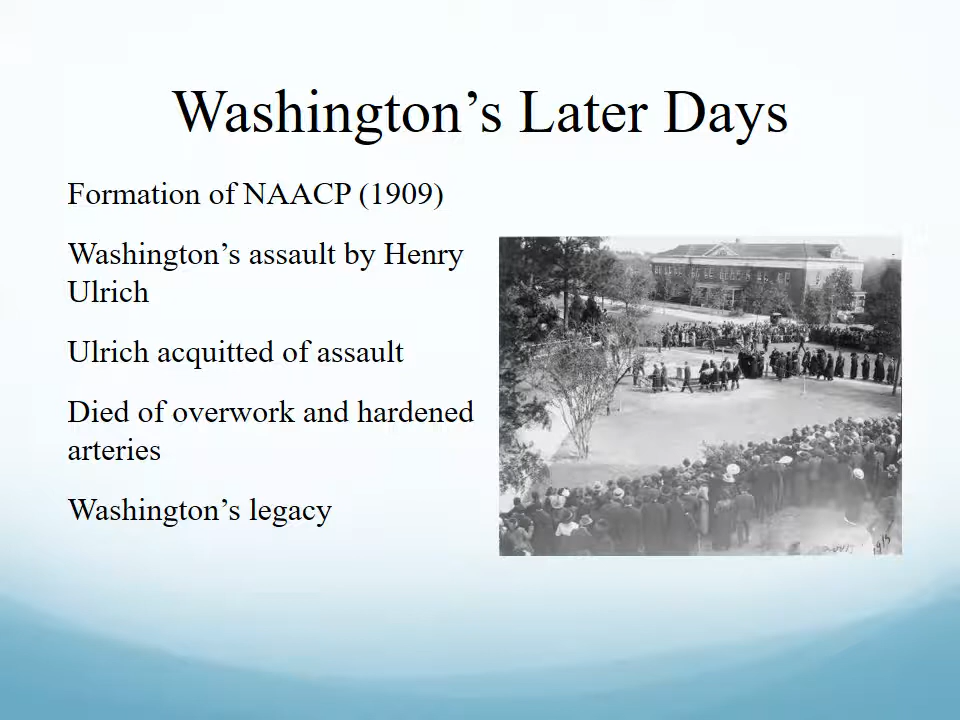 Washington’s Later Days
Formation of NAACP (1909)
Washington’s assault by Henry
Ulrich
Ulrich acquitted of assault
Died of overwork and hardened
arteries
Washington’s legacy